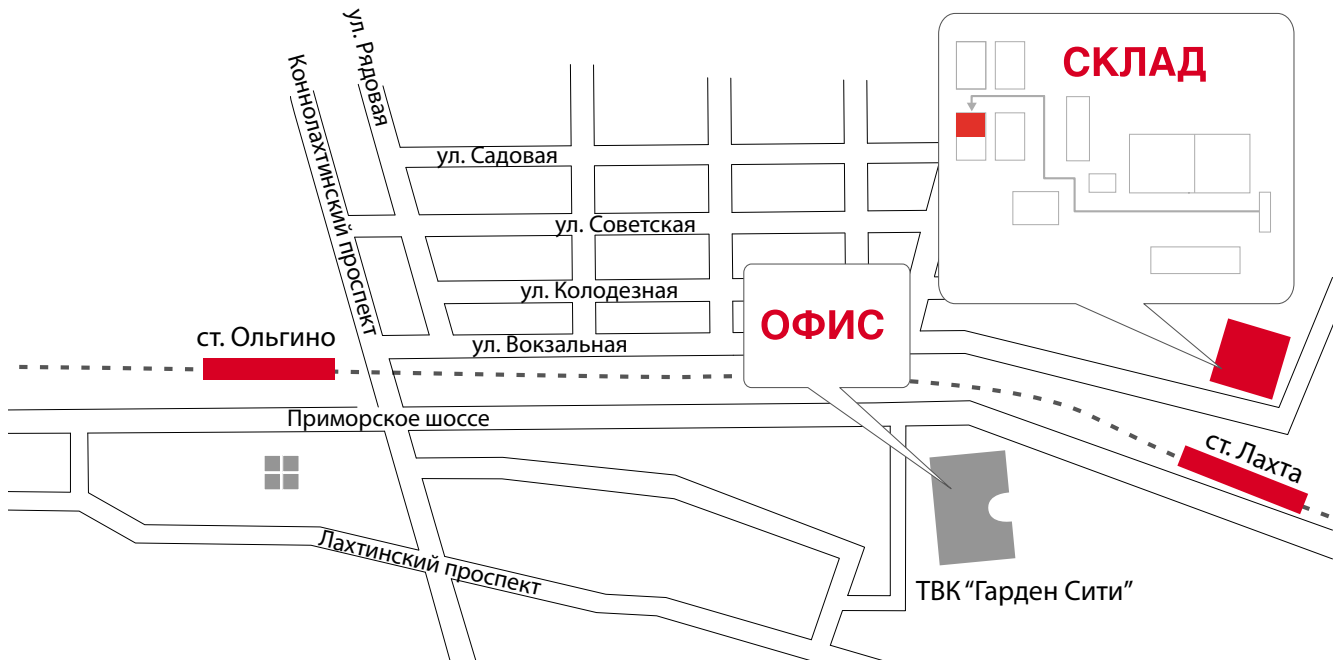 ул. Рядовая
Коннолахтинский проспект
СКЛАД
ул. Садовая
ул. Советская
ул. Колодезная
ОФИС
ст. Ольгино
ул. Вокзальная
Приморское шоссе
ст. Лахта
Лахтинский проспект
ТВК “Гарден Сити”